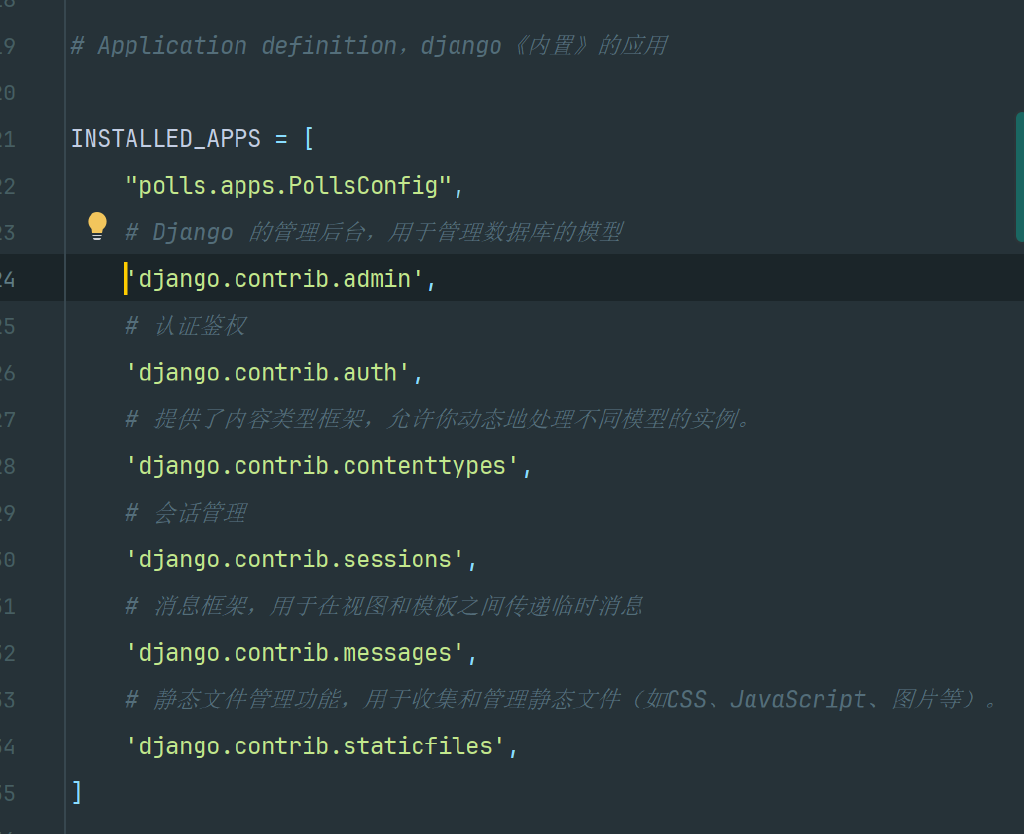 19 # Application definition，django《内置》的应用
20
21 INSTALLED_APPS = [
22 "polls.apps.PollsConfig",
23 # Django 的管理后台，用于管理数据库的模型
24 'django.contrib.admin',
25 # 认证鉴权
26 'django.contrib.auth',
27 # 提供了内容类型框架，允许你动态地处理不同模型的实例。
28 'django.contrib.contenttypes',
29 # 会话管理
30 'django.contrib.sessions',
31 # 消息框架，用于在视图和模板之间传递临时消息
32 'django.contrib.messages',
33 # 静态文件管理功能，用于收集和管理静态文件（如CSS、JavaScript、图片等）。
34 'django.contrib.staticfiles',
35 ]